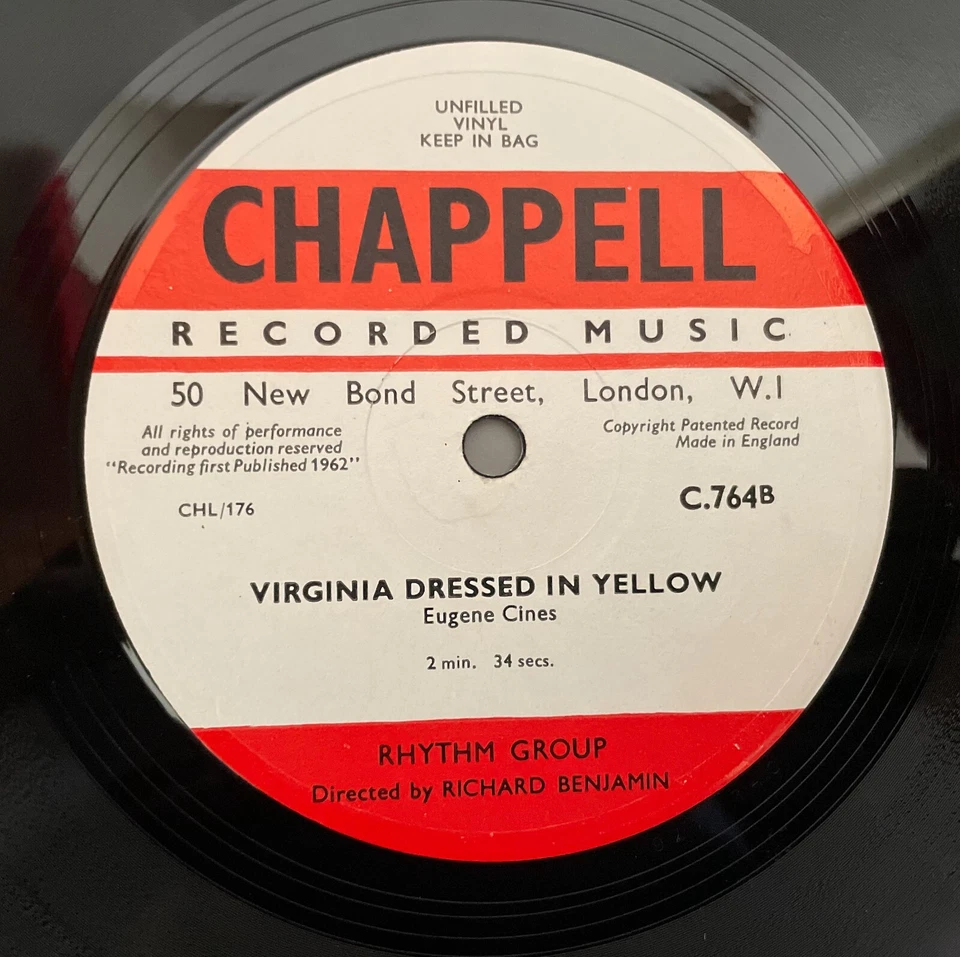 UNFILLED
VINYL
KEEP IN BAG
CHAPPELL
RECORDED MUSIC
50 New Bond Street, London, W.1
All rights of performance
and reproduction reserved
“Recording first Published 1962”
Copyright Patented Record
Made in England
CHL/176
C.764B
VIRGINIA DRESSED IN YELLOW
Eugene Cines
2 min. 34 secs.
RHYTHM GROUP
Directed by RICHARD BENJAMIN